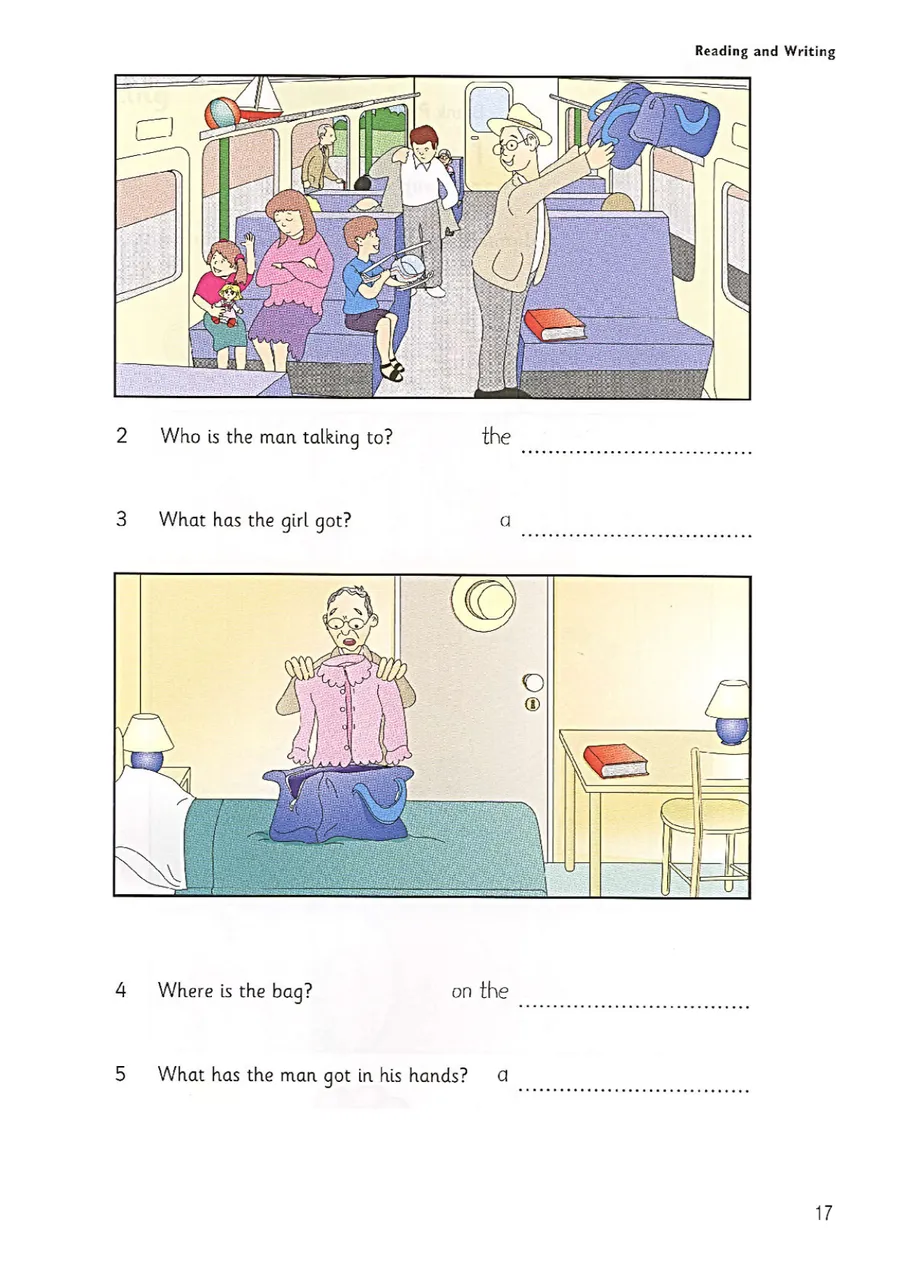 Reading and Writing
2 Who is the man talking to? the ................................
3 What has the girl got? a ................................
4 Where is the bag? on the ................................
5 What has the man got in his hands? a ................................
17